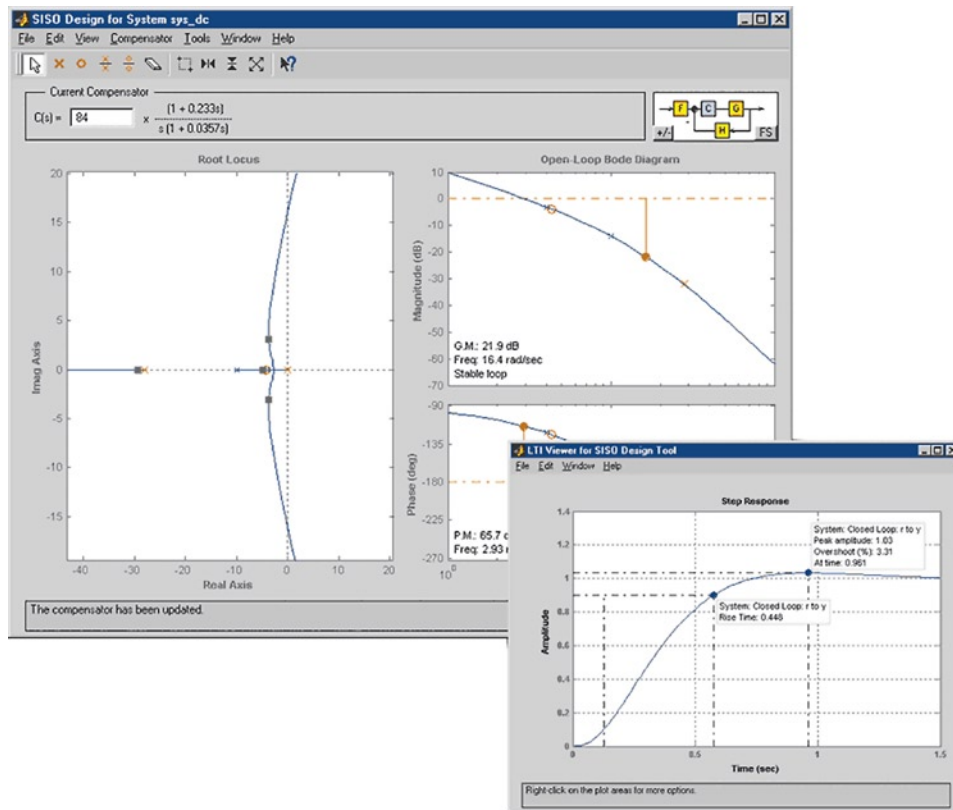 SISO Design for System sys_dc
File Edit View Compensator Tools Window Help
Current Compensator
C(s) = 84 x (1 + 0.233s)
s (1 + 0.0357s)
F C G
H
+/- FS
Root Locus
20
15
10
5
0
-5
-10
-15
-40 -30 -20 -10 0 10 20
Imag Axis
Real Axis
Open-Loop Bode Diagram
10
0
-10
-20
-30
-40
-50
-60
-70
Magnitude (dB)
G.M.: 21.9 dB
Freq: 16.4 rad/sec
Stable loop
-90
-135
-180
-225
-270
Phase (deg)
P.M.: 65.7 d
Freq: 2.93 r
10^0
The compensator has been updated.
LTI Viewer for SISO Design Tool
File Edit Window Help
Step Response
1.4
1.2
1
0.8
0.6
0.4
0.2
0
Amplitude
System: Closed Loop: r to y
Peak amplitude: 1.03
Overshoot (%): 3.31
At time: 0.961
System: Closed Loop: r to y
Rise Time: 0.448
0 0.5 1 1.5
Time (sec)
Right-click on the plot areas for more options.